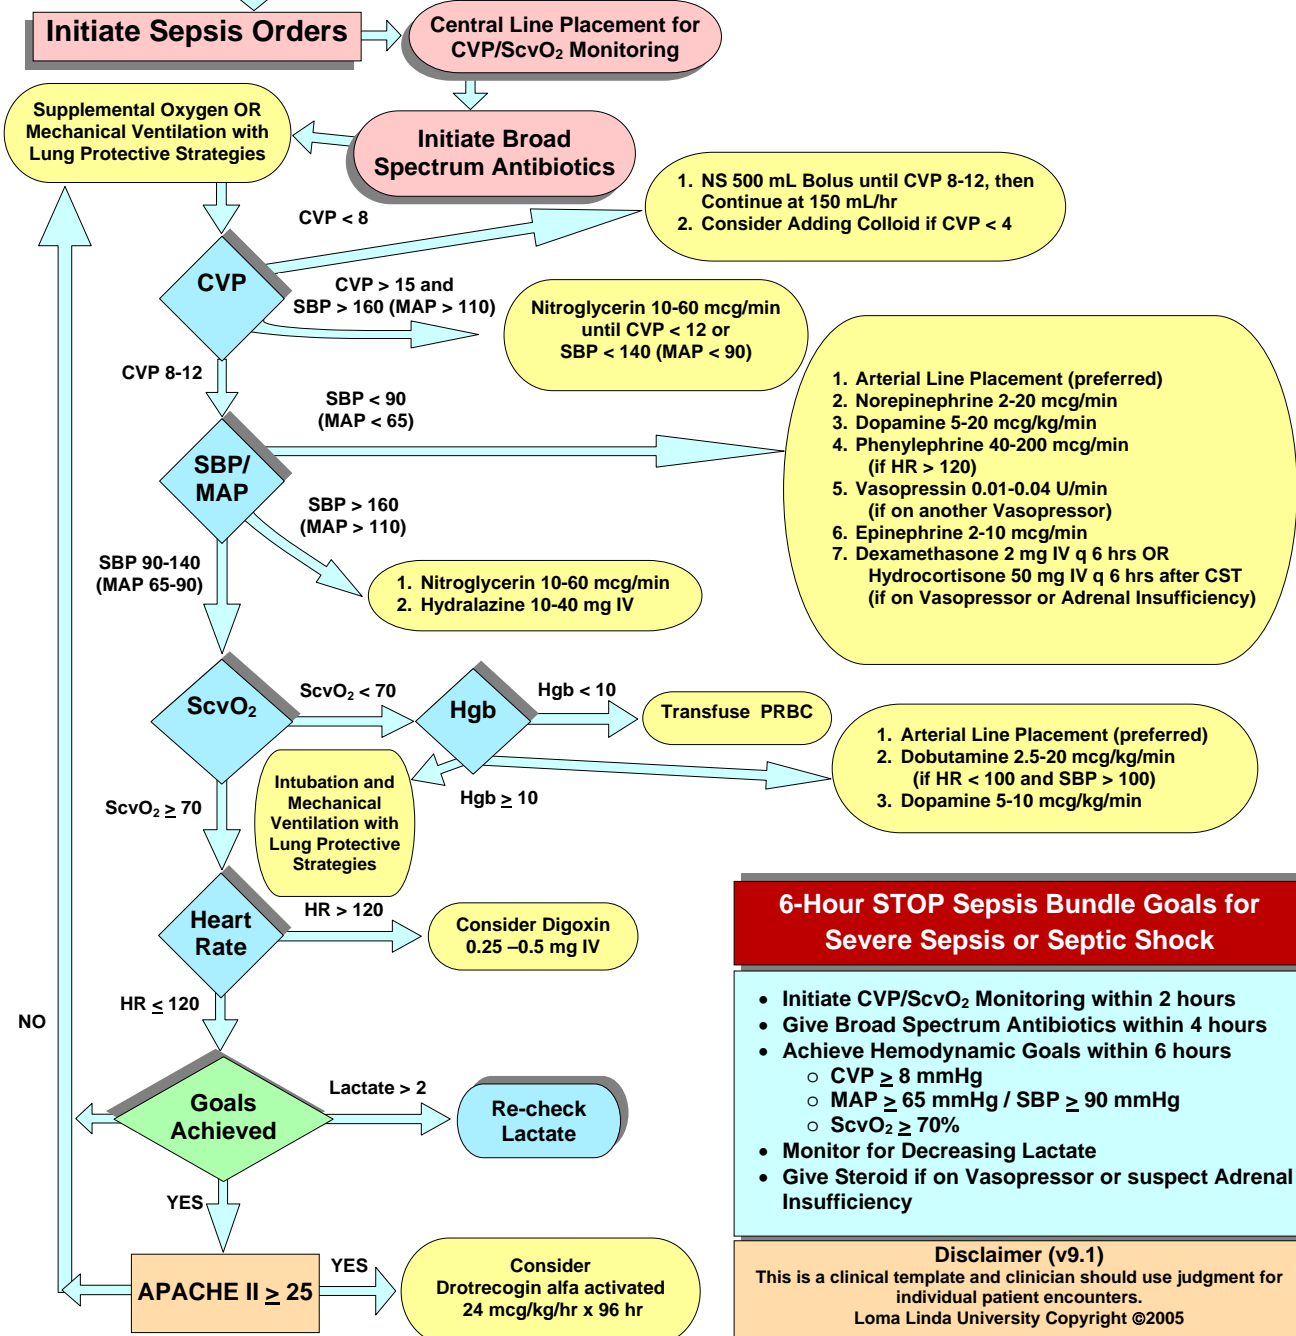 Initiate Sepsis Orders
Central Line Placement for
CVP/ScvO₂ Monitoring
Supplemental Oxygen OR
Mechanical Ventilation with
Lung Protective Strategies
Initiate Broad
Spectrum Antibiotics
CVP < 8
1. NS 500 mL Bolus until CVP 8-12, then
Continue at 150 mL/hr
2. Consider Adding Colloid if CVP < 4
CVP
CVP > 15 and
SBP > 160 (MAP > 110)
Nitroglycerin 10-60 mcg/min
until CVP < 12 or
SBP < 140 (MAP < 90)
CVP 8-12
SBP < 90
(MAP < 65)
1. Arterial Line Placement (preferred)
2. Norepinephrine 2-20 mcg/min
3. Dopamine 5-20 mcg/kg/min
4. Phenylephrine 40-200 mcg/min
(if HR > 120)
5. Vasopressin 0.01-0.04 U/min
(if on another Vasopressor)
6. Epinephrine 2-10 mcg/min
7. Dexamethasone 2 mg IV q 6 hrs OR
Hydrocortisone 50 mg IV q 6 hrs after CST
(if on Vasopressor or Adrenal Insufficiency)
SBP/
MAP
SBP > 160
(MAP > 110)
SBP 90-140
(MAP 65-90)
1. Nitroglycerin 10-60 mcg/min
2. Hydralazine 10-40 mg IV
ScvO₂
ScvO₂ < 70
Hgb
Hgb < 10
Transfuse PRBC
1. Arterial Line Placement (preferred)
2. Dobutamine 2.5-20 mcg/kg/min
(if HR < 100 and SBP > 100)
3. Dopamine 5-10 mcg/kg/min
Hgb ≥ 10
Intubation and
Mechanical
Ventilation with
Lung Protective
Strategies
ScvO₂ ≥ 70
Heart
Rate
HR > 120
Consider Digoxin
0.25 –0.5 mg IV
HR ≤ 120
NO
Goals
Achieved
Lactate > 2
Re-check
Lactate
YES
APACHE II ≥ 25
YES
Consider
Drotrecogin alfa activated
24 mcg/kg/hr x 96 hr
6-Hour STOP Sepsis Bundle Goals for
Severe Sepsis or Septic Shock
• Initiate CVP/ScvO₂ Monitoring within 2 hours
• Give Broad Spectrum Antibiotics within 4 hours
• Achieve Hemodynamic Goals within 6 hours
○ CVP ≥ 8 mmHg
○ MAP ≥ 65 mmHg / SBP ≥ 90 mmHg
○ ScvO₂ ≥ 70%
• Monitor for Decreasing Lactate
• Give Steroid if on Vasopressor or suspect Adrenal
Insufficiency
Disclaimer (v9.1)
This is a clinical template and clinician should use judgment for
individual patient encounters.
Loma Linda University Copyright ©2005